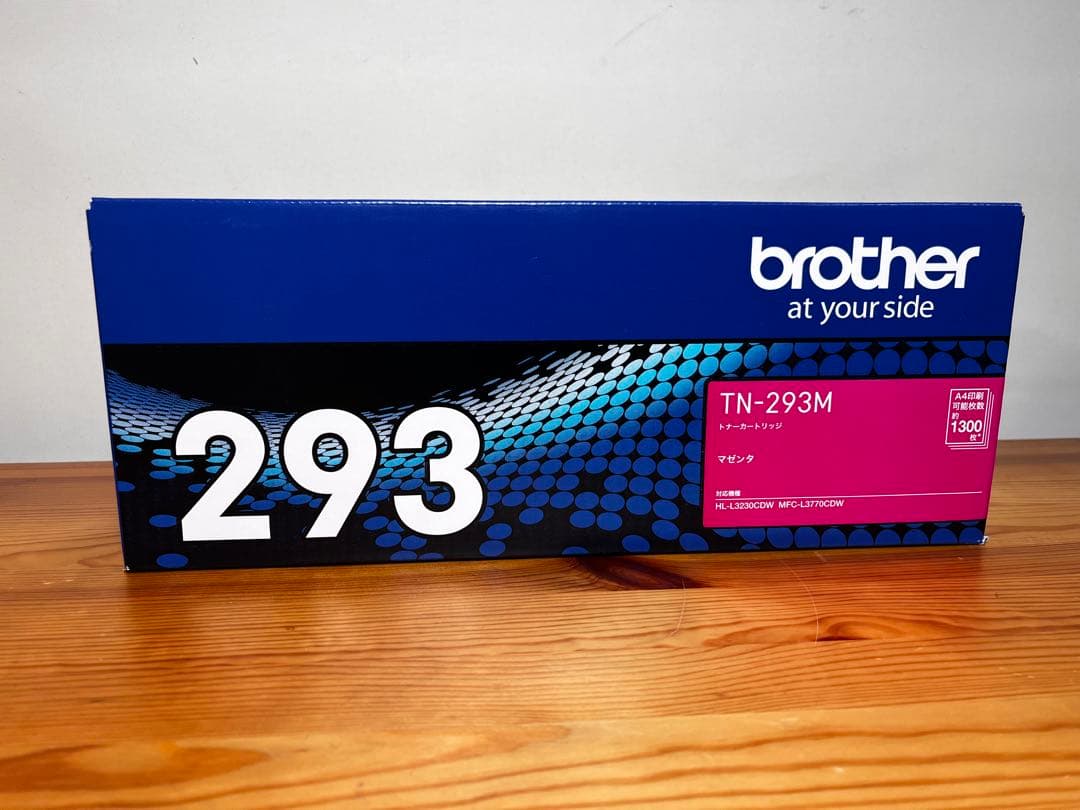 brother
at your side
293
TN-293M
トナーカートリッジ
マゼンタ
A4印刷
可能枚数
約
1300
枚*
対応機種
HL-L3230CDW MFC-L3770CDW